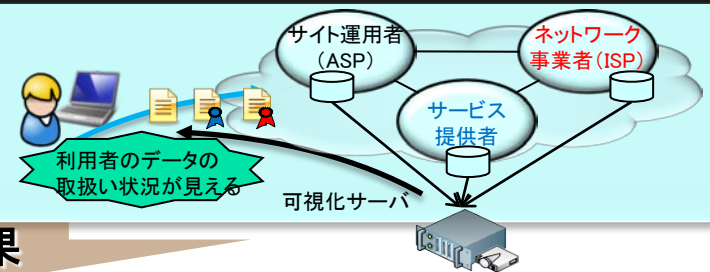 サイト運用者
(ASP)
ネットワーク
事業者(ISP)
サービス
提供者
利用者のデータの
取扱い状況が見える
可視化サーバ
果